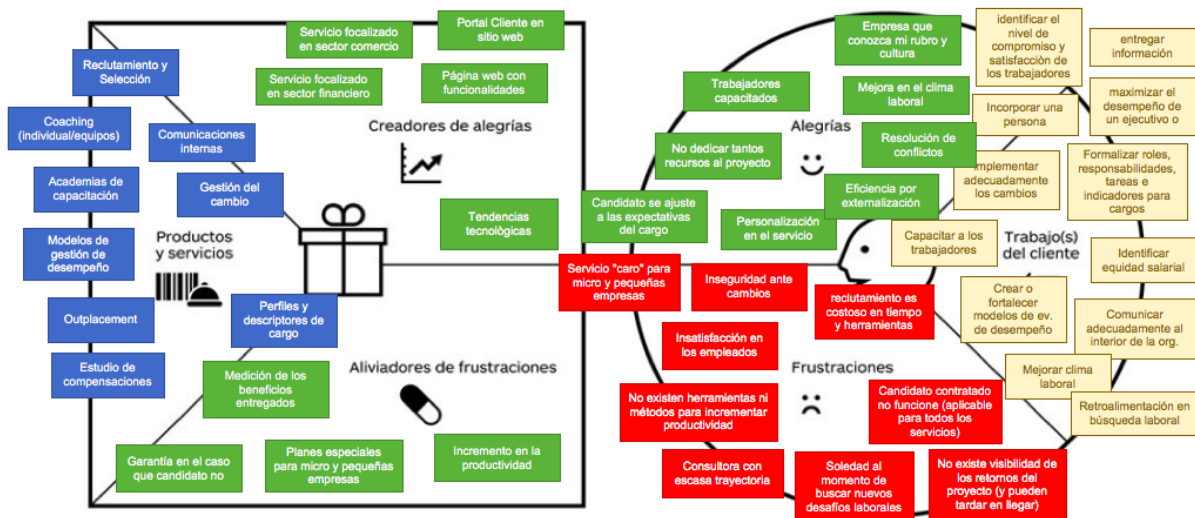 Reclutamiento y
Selección
Coaching
(individual/equipos)
Comunicaciones
internas
Academias de
capacitación
Gestión del
cambio
Modelos de
gestión de
desempeño
Productos
y servicios
Outplacement
Perfiles y
descriptores de
cargo
Estudio de
compensaciones
Servicio focalizado
en sector comercio
Portal Cliente en
sitio web
Servicio focalizado
en sector financiero
Página web con
funcionalidades
Creadores de alegrías
Tendencias
tecnológicas
Aliviadores de frustraciones
Medición de los
beneficios
entregados
Garantía en el caso
que candidato no
Planes especiales
para micro y pequeñas
empresas
Incremento en la
productividad
Empresa que
conozca mi rubro y
cultura
Trabajadores
capacitados
Mejora en el clima
laboral
Alegrías
No dedicar tantos
recursos al proyecto
Resolución de
conflictos
Candidato se ajuste
a las expectativas
del cargo
Eficiencia por
externalización
Personalización
en el servicio
Servicio "caro" para
micro y pequeñas
empresas
Inseguridad ante
cambios
reclutamiento es
costoso en tiempo
y herramientas
Insatisfacción en
los empleados
Frustraciones
No existen herramientas ni
métodos para incrementar
productividad
Candidato contratado
no funcione (aplicable
para todos los
servicios)
Consultora con
escasa trayectoria
Soledad al
momento de
buscar nuevos
desafíos laborales
No existe visibilidad de
los retornos del
proyecto (y pueden
tardar en llegar)
identificar el
nivel de
compromiso y
satisfacciòn de
los trabajadores
entregar
información
Incorporar una
persona
maximizar el
desempeño de
un ejecutivo o
implementar
adecuadamente
los cambios
Formalizar roles,
responsabilidades,
tareas e
indicadores para
cargos
Capacitar a los
trabajadores
Trabajo(s)
del cliente
Identificar
equidad salarial
Crear o
fortalecer
modelos de ev.
de desempeño
Comunicar
adecuadamente al
interior de la org.
Mejorar clima
laboral
Retroalimentación en
búsqueda laboral